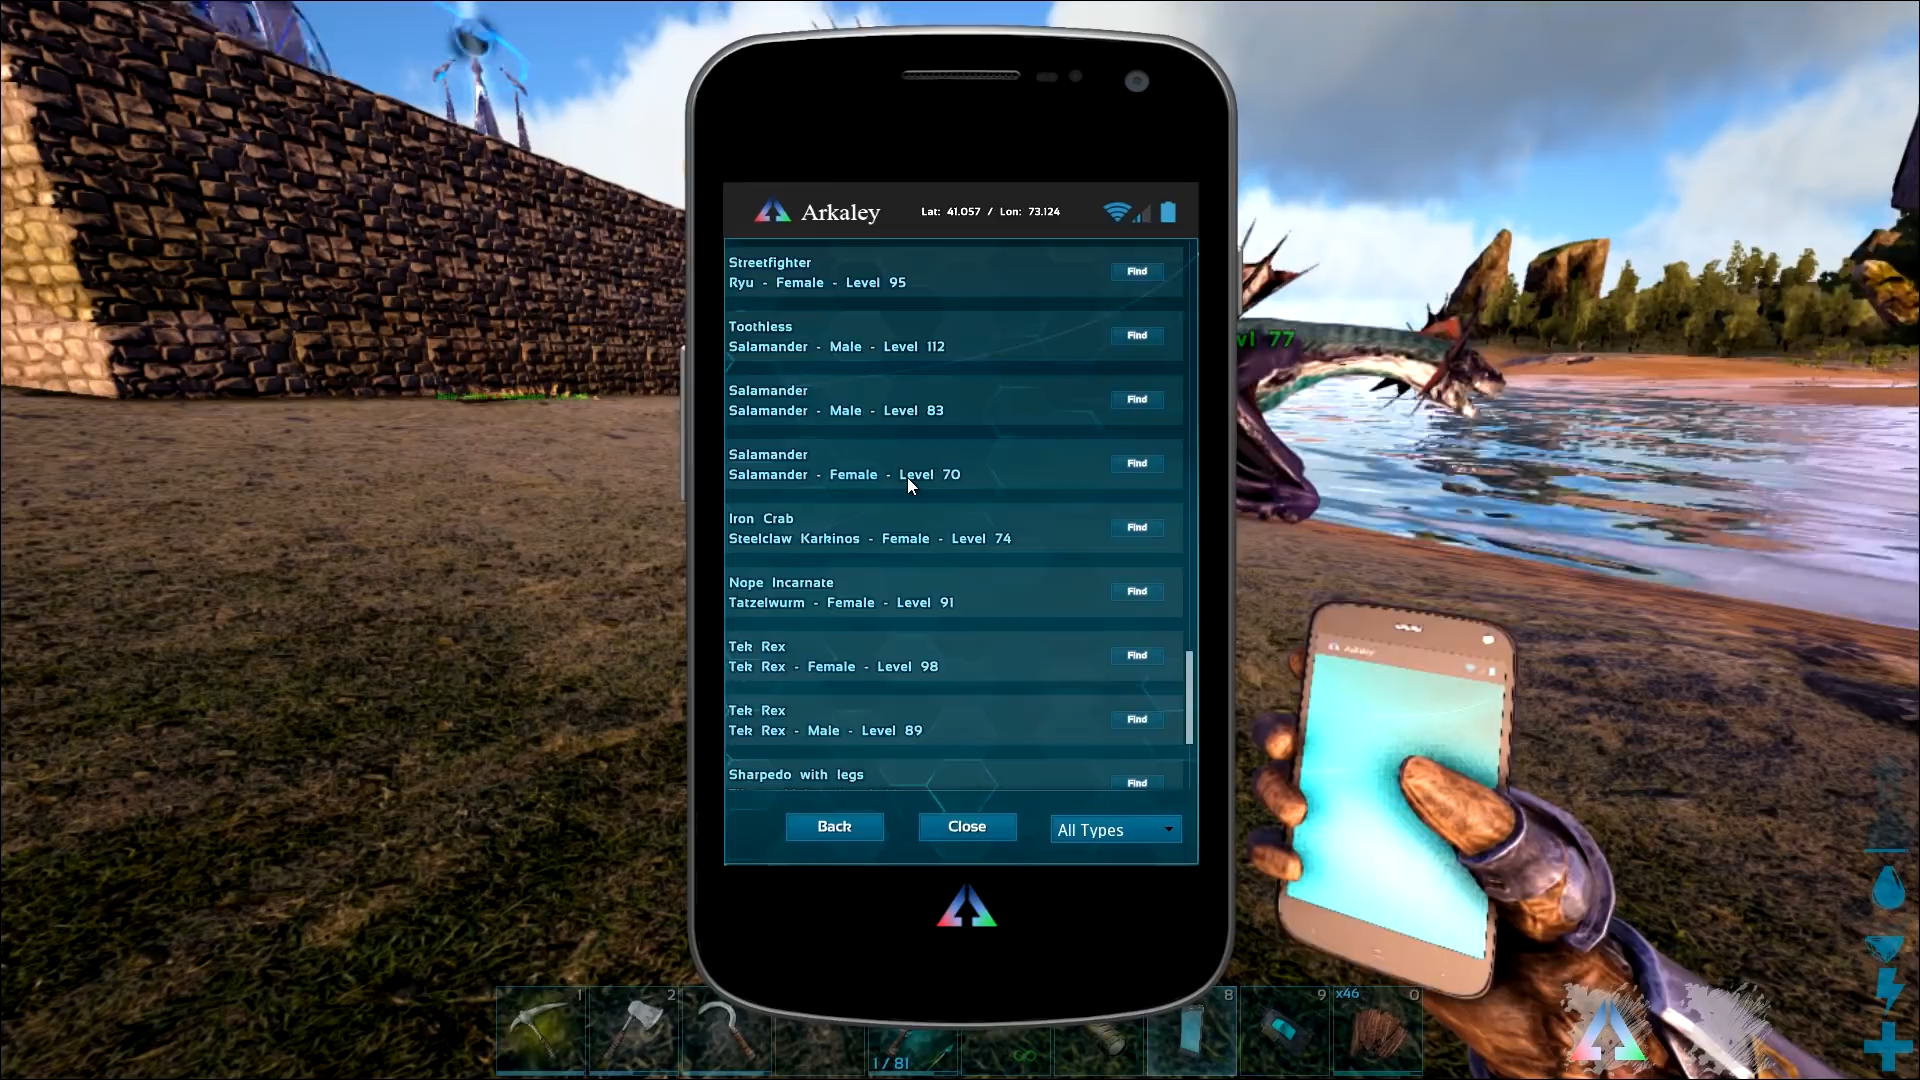 Arkaley
Lat: 41.057 / Lon: 73.124
Streetfighter
Ryu - Female - Level 95
Find
Toothless
Salamander - Male - Level 112
Find
Salamander
Salamander - Male - Level 83
Find
Salamander
Salamander - Female - Level 70
Find
Iron Crab
Steelclaw Karkinos - Female - Level 74
Find
Nope Incarnate
Tatzelwurm - Female - Level 91
Find
Tek Rex
Tek Rex - Female - Level 98
Find
Tek Rex
Tek Rex - Male - Level 89
Find
Sharpedo with legs
Find
Back
Close
All Types
vl 77
Arkaley
1
2
8
9
x46
0
1 / 81